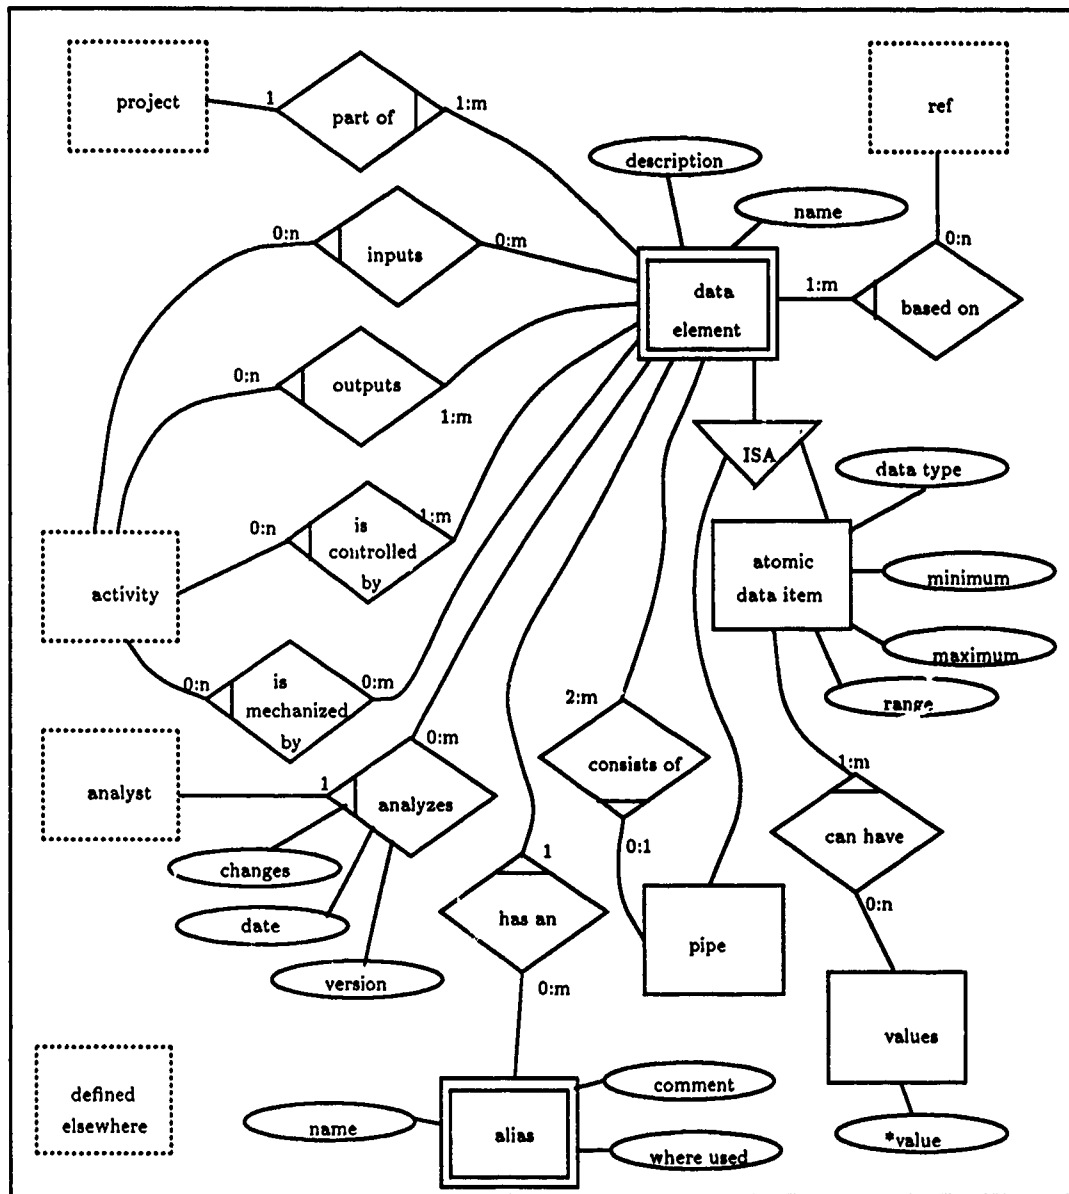 project
1
part of
1:m
ref
description
name
0:n
inputs
0:m
0:n
data
element
1:m
based on
0:n
outputs
1:m
ISA
data type
0:n
is
controlled
by
1:m
activity
atomic
data item
minimum
maximum
range
0:n
is
mechanized
by
0:m
2:m
analyst
1
0:m
analyzes
consists of
1:m
can have
changes
date
version
1
0:1
has an
0:n
pipe
0:m
values
defined
elsewhere
name
alias
comment
where used
*value